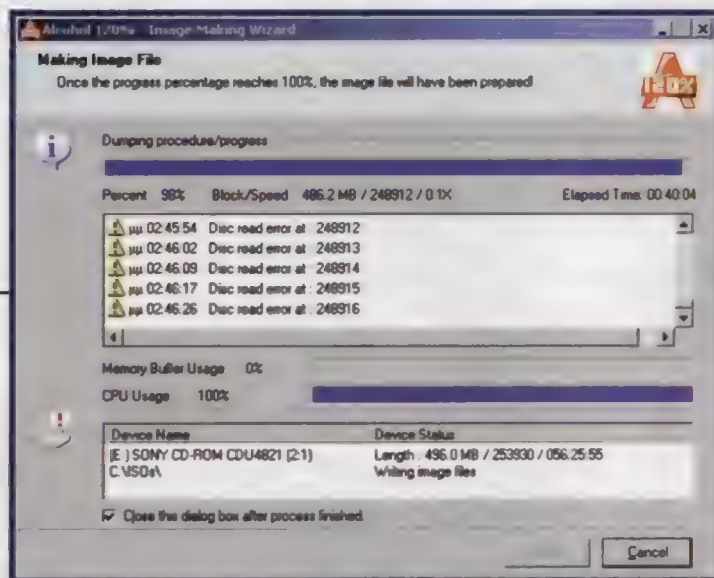 Alcohol 120% - Image Making Wizard
Making Image File
Once the progress percentage reaches 100%, the image file will have been prepared!
120%
Dumping procedure/progress
Percent 98% Block/Speed 486.2 MB / 248912 / 0.1X Elapsed Time: 00:40:04
μμ 02:45:54 Disc read error at : 248912
μμ 02:46:02 Disc read error at : 248913
μμ 02:46:09 Disc read error at : 248914
μμ 02:46:17 Disc read error at : 248915
μμ 02:46:26 Disc read error at : 248916
Memory Buffer Usage 0%
CPU Usage 100%
Device Name Device Status
(E:) SONY CD-ROM CDU4821 (2:1) Length : 496.0 MB / 253930 / 056:25:55
C:\ISOs\ Writing image files
Close this dialog box after process finished.
Cancel